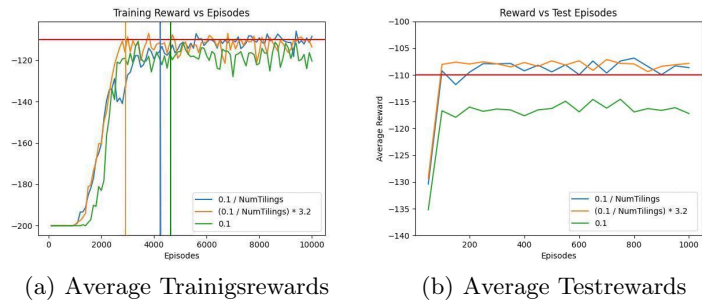 Training Reward vs Episodes
-120
-140
-160
-180
-200
0
2000
4000
6000
8000
10000
Episodes
0.1 / NumTilings
(0.1 / NumTilings) * 3.2
0.1
(a) Average Trainigsrewards
Reward vs Test Episodes
Average Reward
-100
-105
-110
-115
-120
-125
-130
-135
-140
0
200
400
600
800
1000
Episodes
0.1 / NumTilings
(0.1 / NumTilings) * 3.2
0.1
(b) Average Testrewards